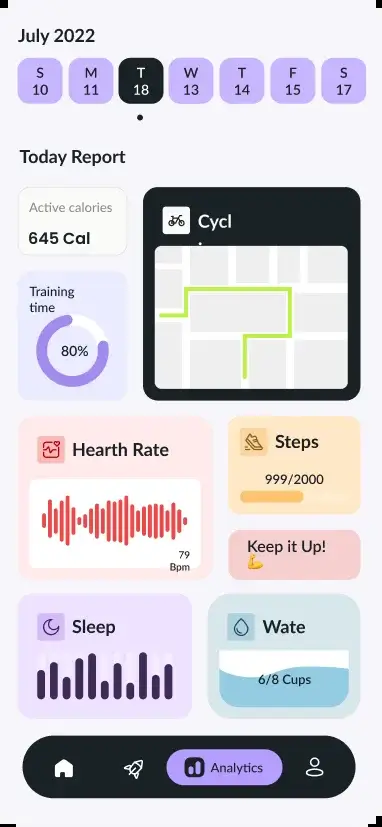 July 2022
S M T W T F S
10 11 18 13 14 15 17
Today Report
Active calories
645 Cal
Cycl
Training
time
80%
Hearth Rate
79
Bpm
Steps
999/2000
Keep it Up!
💪
Sleep
Wate
6/8 Cups
Analytics